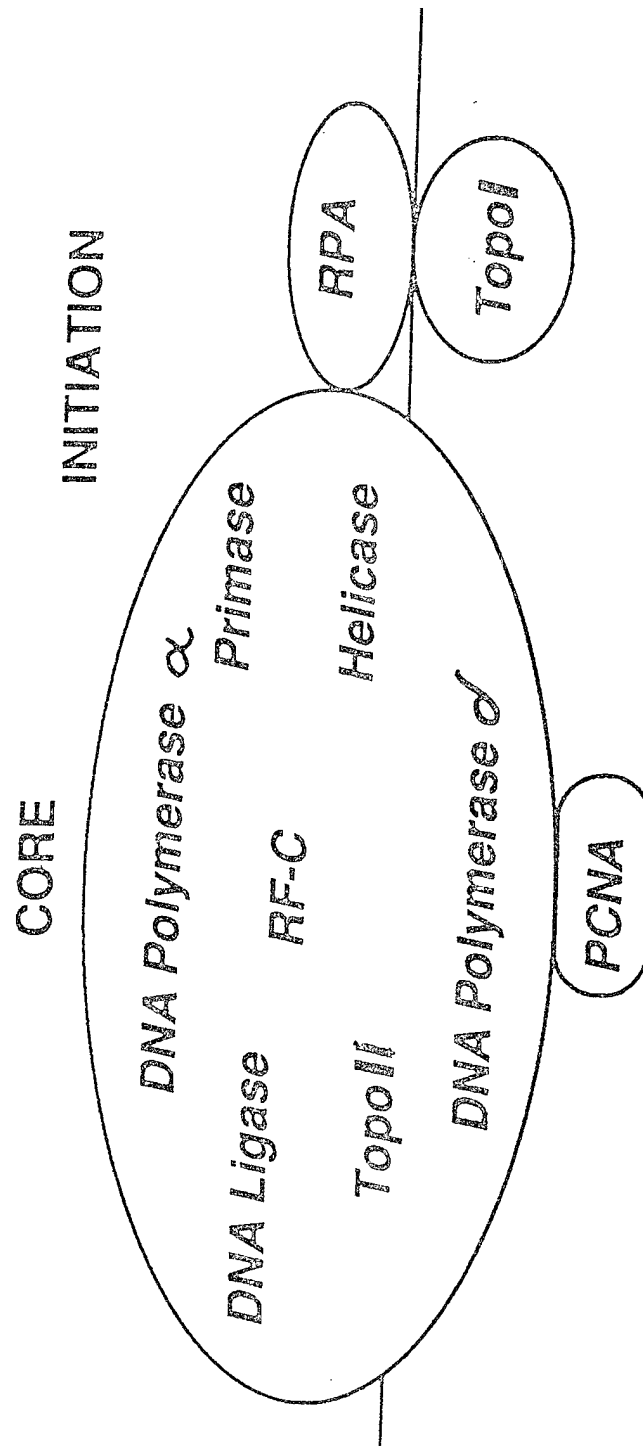 CORE
INITIATION
DNA Polymerase α
DNA Ligase
Primase
RF-C
RPA
Topo II
Helicase
DNA Polymerase δ
Topo I
PCNA